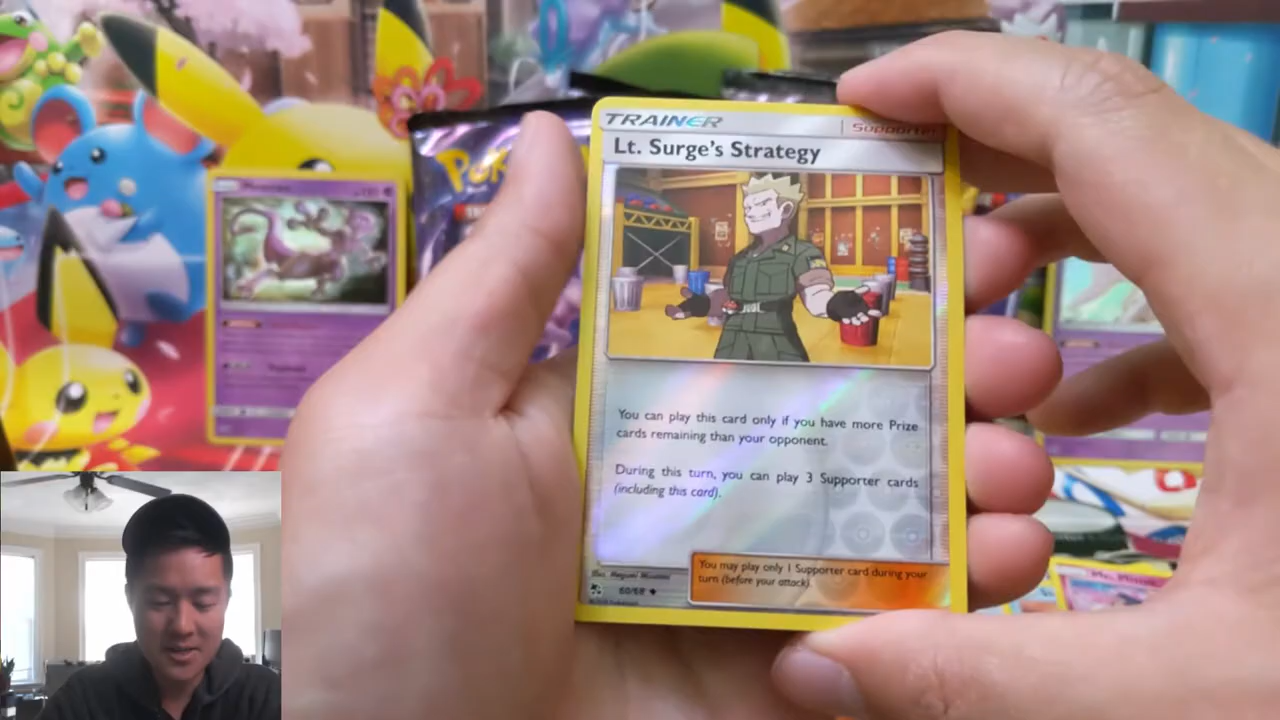 TRAINER
Supporter
Lt. Surge's Strategy
You can play this card only if you have more Prize
cards remaining than your opponent.
During this turn, you can play 3 Supporter cards
(including this card).
You may play only 1 Supporter card during your
turn (before your attack).
60/68